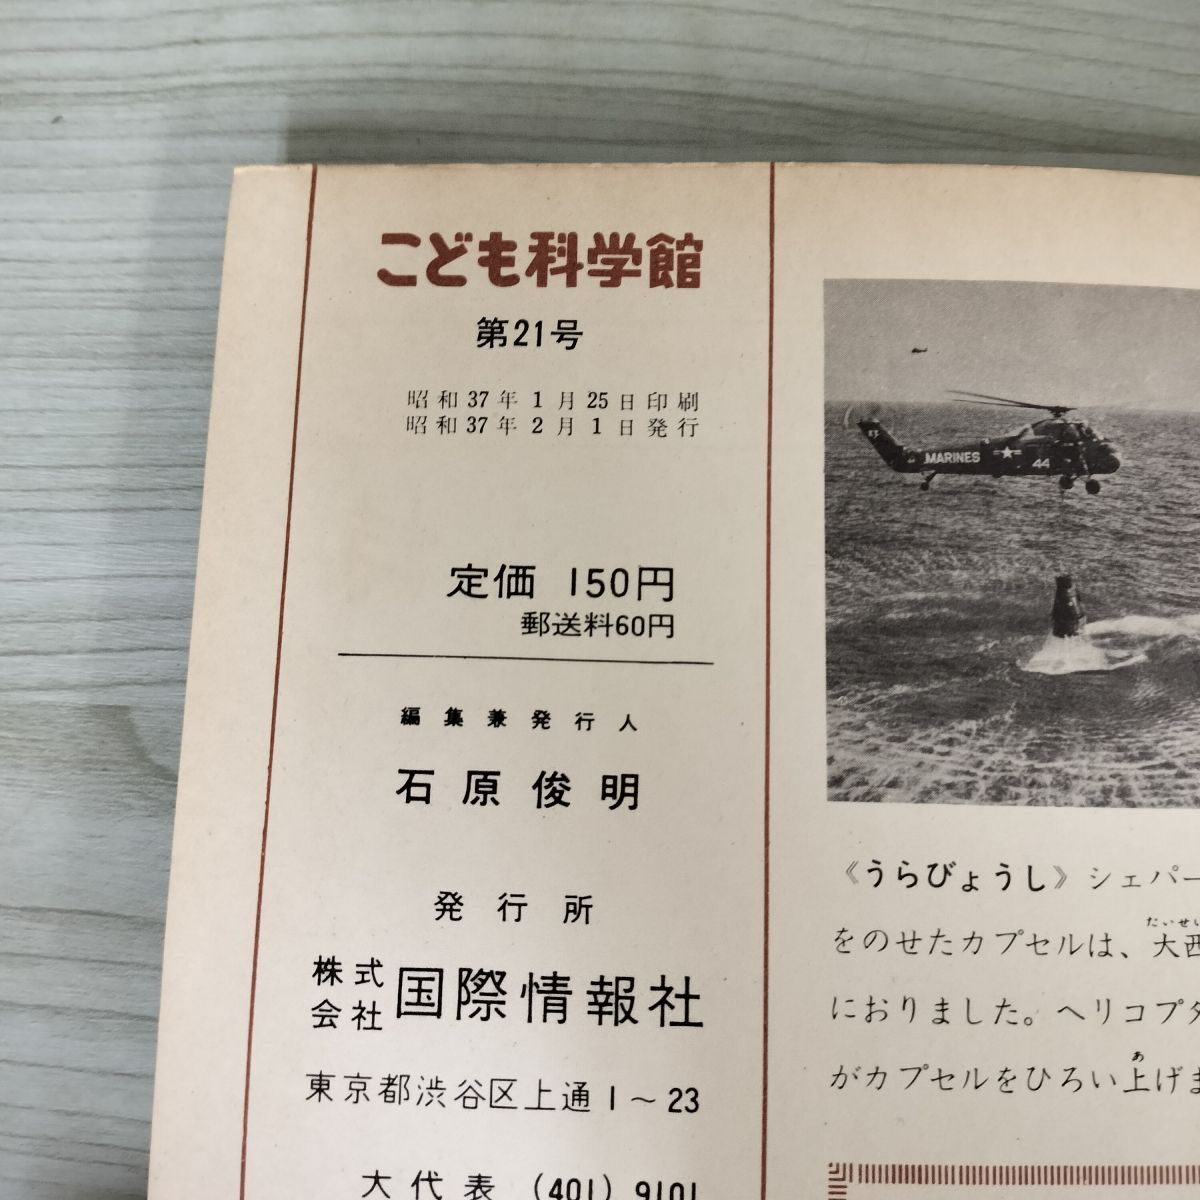 こども科学館
第21号
昭和37年1月25日印刷
昭和37年2月1日発行
定価 150円
郵送料60円
編集兼発行人
石原俊明
発行所
株式会社 国際情報社
東京都渋谷区上通1~23
大代表 (401) 9101
MARINES
44
《うらびょうし》シェパー
たいせい
をのせたカプセルは、大西
におりました。ヘリコプタ
あ
がカプセルをひろい上げま